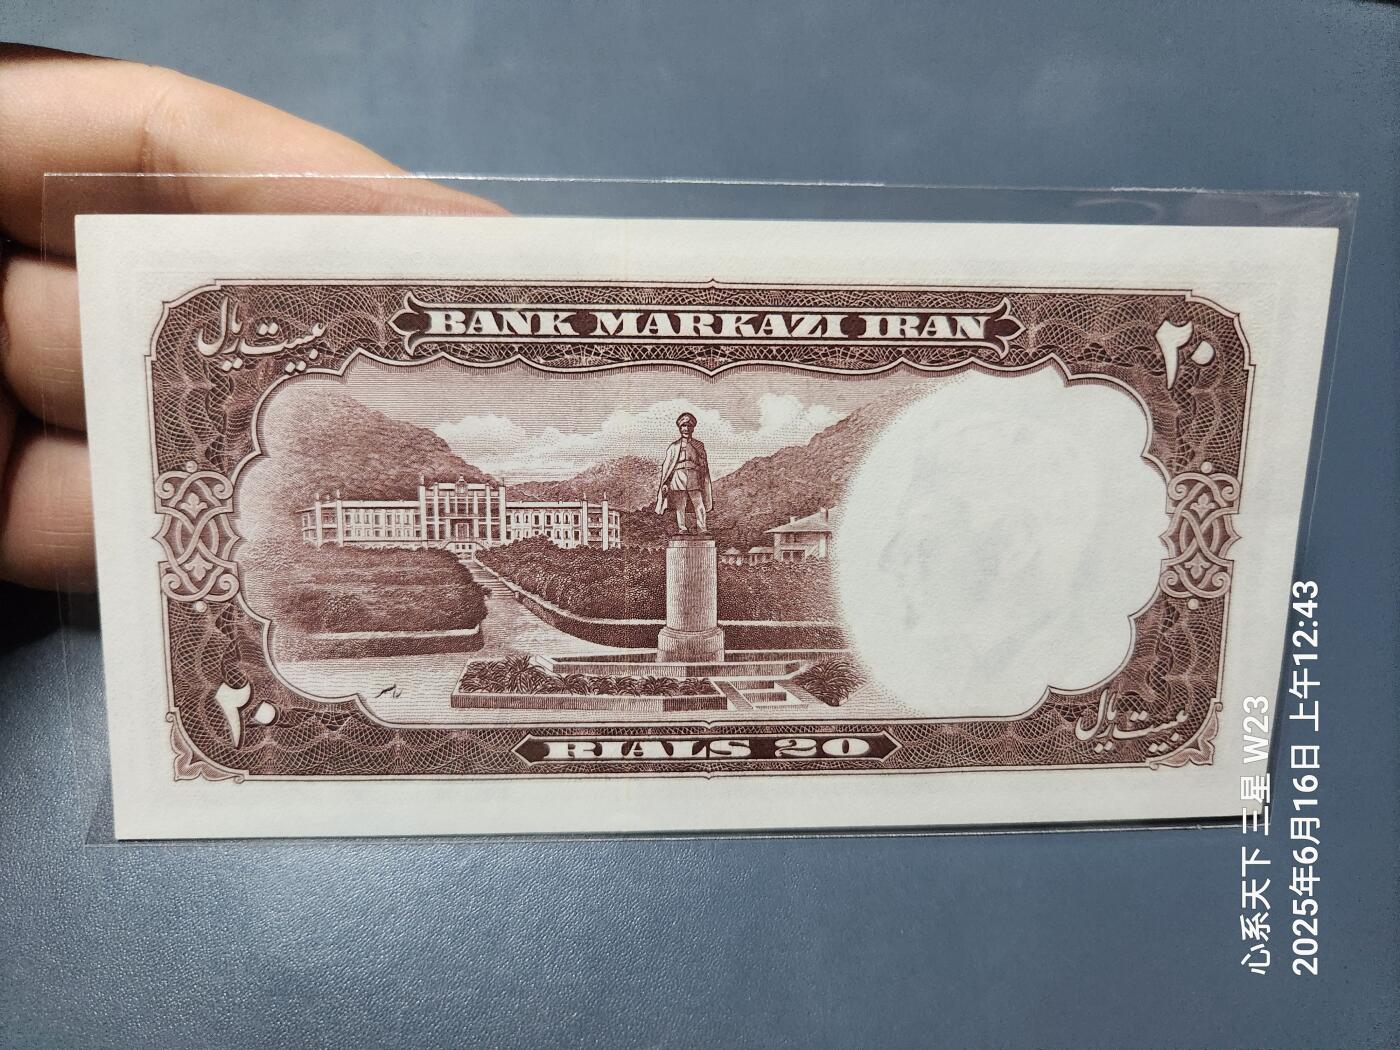 بیست ریال
BANK MARKAZI IRAN
۲۰
۲۰
RIALS 20
بیست ریال
心系天下 三星 W23
2025年6月16日 上午12:43